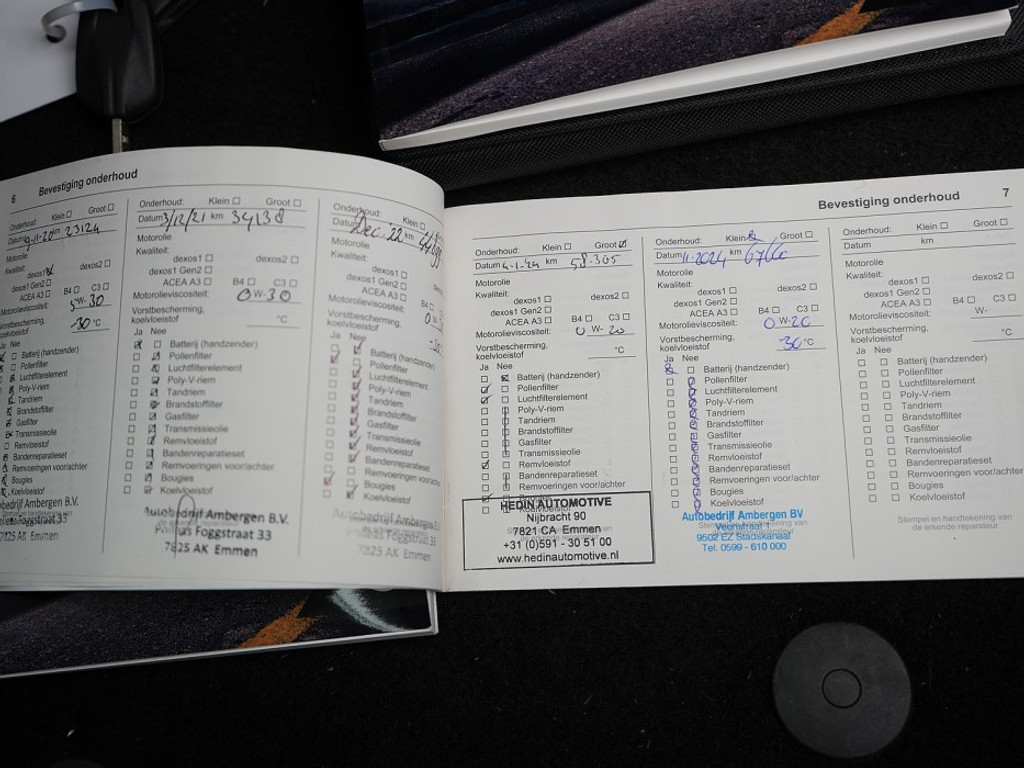 6 Bevestiging onderhoud
Onderhoud: Klein ☐ Groot ☐
km 23124
Motorolie
Kwaliteit:
dexos1 dexos2 ☐
dexos1 Gen2 ☐
ACEA A3 ☐ B4 ☐ C3 ☐
Motorolieviscositeit: 5 W- 30
Vorstbescherming,
koelvloeistof -30 °C
Ja Nee
Batterij (handzender)
Pollenfilter
Luchtfilterelement
Poly-V-riem
Tandriem
Brandstoffilter
Gasfilter
Transmissieolie
Remvloeistof
Bandenreparatieset
Remvoeringen voor/achter
Bougies
Koelvloeistof
Ambergen B.V.
Foggstraat 33
AK Emmen
Onderhoud: Klein ☐ Groot ☐
Datum 3/12/21 km 34138
Motorolie
Kwaliteit:
dexos1 ☐ dexos2 ☐
dexos1 Gen2 ☐
ACEA A3 ☐ B4 ☐ C3 ☐
Motorolieviscositeit: 0 W-30
Vorstbescherming,
koelvloeistof °C
Ja Nee
Batterij (handzender)
Pollenfilter
Luchtfilterelement
Poly-V-riem
Tandriem
Brandstoffilter
Gasfilter
Transmissieolie
Remvloeistof
Bandenreparatieset
Remvoeringen voor/achter
Bougies
Koelvloeistof
Autobedrijf Ambergen B.V.
Philips Foggstraat 33
7825 AK Emmen
Onderhoud: Klein ☐
Datum Dec. 22 km
Motorolie
Kwaliteit:
dexos1 ☐
dexos1 Gen2 ☐
ACEA A3 ☐ B4
Motorolieviscositeit: 0
Vorstbescherming,
koelvloeistof
Ja Nee
Batterij (handzender)
Pollenfilter
Luchtfilterelement
Poly-V-riem
Tandriem
Brandstoffilter
Gasfilter
Transmissieolie
Remvloeistof
Bandenreparatieset
Remvoeringen voor/achter
Bougies
Koelvloeistof
Autobedrijf Ambergen
Foggstraat 33
7825 AK Emmen
Bevestiging onderhoud 7
Onderhoud: Klein ☐ Groot ☑
Datum 4-1-24 km 58.365
Motorolie
Kwaliteit:
dexos1 ☐ dexos2 ☐
dexos1 Gen2 ☐
ACEA A3 ☐ B4 ☐ C3 ☐
Motorolieviscositeit: 0 W- 20
Vorstbescherming,
koelvloeistof °C
Ja Nee
Batterij (handzender)
Pollenfilter
Luchtfilterelement
Poly-V-riem
Tandriem
Brandstoffilter
Gasfilter
Transmissieolie
Remvloeistof
Bandenreparatieset
Remvoeringen voor/achter
Bougies
HEDIN AUTOMOTIVE
Nijbracht 90
7821 CA Emmen
+31 (0)591 - 30 51 00
www.hedinautomotive.nl
Onderhoud: Klein ☑ Groot ☐
Datum 11-2024 km
Motorolie
Kwaliteit:
dexos1 ☐ dexos2 ☐
dexos1 Gen2 ☐
ACEA A3 ☐ B4 ☐ C3 ☐
Motorolieviscositeit: 0 W-20
Vorstbescherming,
koelvloeistof -30 °C
Ja Nee
Batterij (handzender)
Pollenfilter
Luchtfilterelement
Poly-V-riem
Tandriem
Brandstoffilter
Gasfilter
Transmissieolie
Remvloeistof
Bandenreparatieset
Remvoeringen voor/achter
Bougies
Koelvloeistof
Autobedrijf Ambergen BV
9502 EZ Stadskanaal
Tel. 0599 - 610 000
Onderhoud: Klein ☐ Groot ☐
Datum km
Motorolie
Kwaliteit:
dexos1 ☐ dexos2 ☐
dexos1 Gen2 ☐
ACEA A3 ☐ B4 ☐ C3 ☐
Motorolieviscositeit: W-
Vorstbescherming,
koelvloeistof °C
Ja Nee
☐ ☐ Batterij (handzender)
☐ ☐ Pollenfilter
☐ ☐ Luchtfilterelement
☐ ☐ Poly-V-riem
☐ ☐ Tandriem
☐ ☐ Brandstoffilter
☐ ☐ Gasfilter
☐ ☐ Transmissieolie
☐ ☐ Remvloeistof
☐ ☐ Bandenreparatieset
☐ ☐ Remvoeringen voor/achter
☐ ☐ Bougies
☐ ☐ Koelvloeistof
Stempel en handtekening van
de erkende reparateur